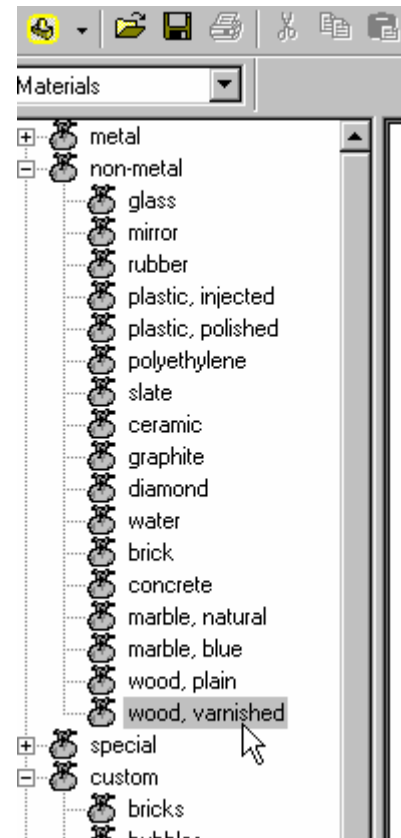 Materials
metal
non-metal
glass
mirror
rubber
plastic, injected
plastic, polished
polyethylene
slate
ceramic
graphite
diamond
water
brick
concrete
marble, natural
marble, blue
wood, plain
wood, varnished
special
custom
bricks